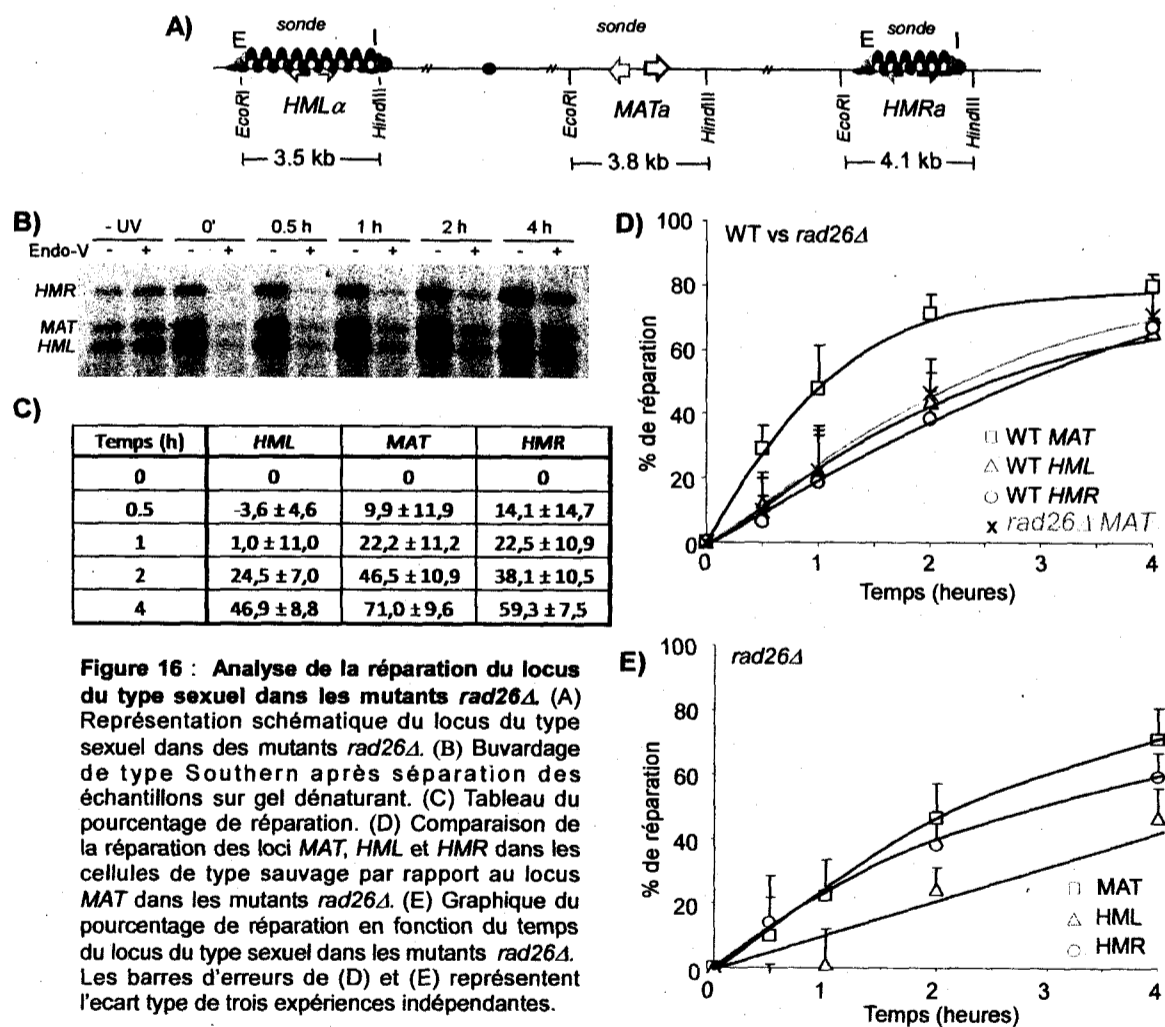 A)
sonde sonde sonde
E I E I
EcoRI HMLα HindIII EcoRI MATa HindIII EcoRI HMRa HindIII
3.5 kb 3.8 kb 4.1 kb
B)
- UV 0' 0.5 h 1 h 2 h 4 h
Endo-V - + - + - + - + - + - +
HMR
MAT
HML
C)
Temps (h) HML MAT HMR
0 0 0 0
0.5 -3,6 ± 4,6 9,9 ± 11,9 14,1 ± 14,7
1 1,0 ± 11,0 22,2 ± 11,2 22,5 ± 10,9
2 24,5 ± 7,0 46,5 ± 10,9 38,1 ± 10,5
4 46,9 ± 8,8 71,0 ± 9,6 59,3 ± 7,5
Figure 16 : Analyse de la réparation du locus
du type sexuel dans les mutants rad26Δ. (A)
Représentation schématique du locus du type
sexuel dans des mutants rad26Δ. (B) Buvardage
de type Southern après séparation des
échantillons sur gel dénaturant. (C) Tableau du
pourcentage de réparation. (D) Comparaison de
la réparation des loci MAT, HML et HMR dans les
cellules de type sauvage par rapport au locus
MAT dans les mutants rad26Δ. (E) Graphique du
pourcentage de réparation en fonction du temps
du locus du type sexuel dans les mutants rad26Δ.
Les barres d'erreurs de (D) et (E) représentent
l'ecart type de trois expériences indépendantes.
D)
WT vs rad26Δ
% de réparation
100
80
60
40
20
0
WT MAT
WT HML
WT HMR
x rad26Δ MAT
0 1 2 3 4
Temps (heures)
E)
rad26Δ
% de réparation
100
80
60
40
20
0
MAT
HML
HMR
0 1 2 3 4
Temps (heures)